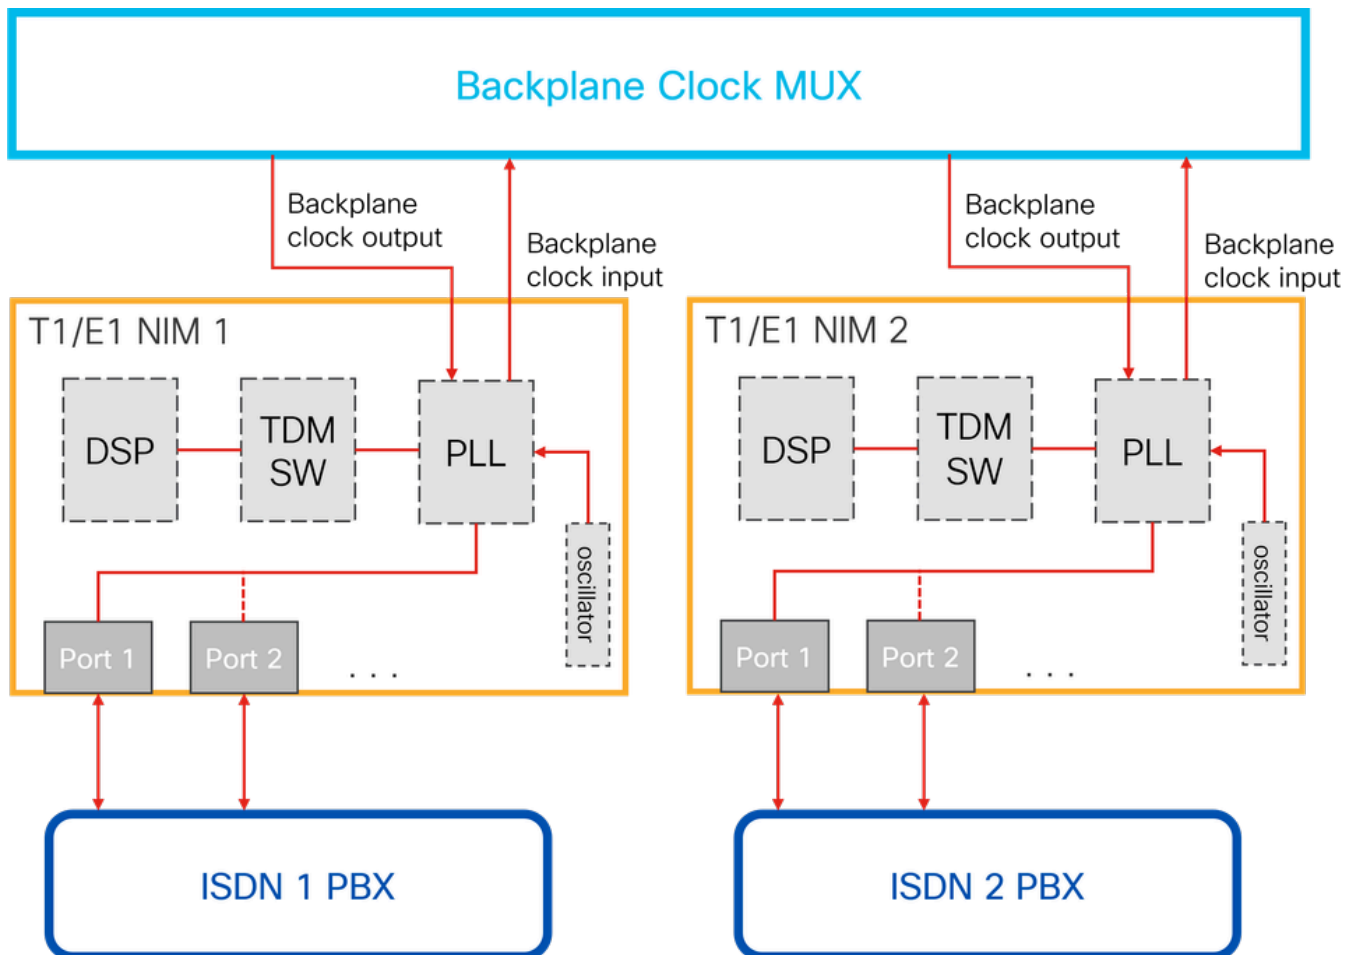 Backplane Clock MUX
Backplane
clock output
Backplane
clock input
Backplane
clock output
Backplane
clock input
T1/E1 NIM 1
DSP
TDM
SW
PLL
oscillator
Port 1
Port 2
. . .
T1/E1 NIM 2
DSP
TDM
SW
PLL
oscillator
Port 1
Port 2
. . .
ISDN 1 PBX
ISDN 2 PBX